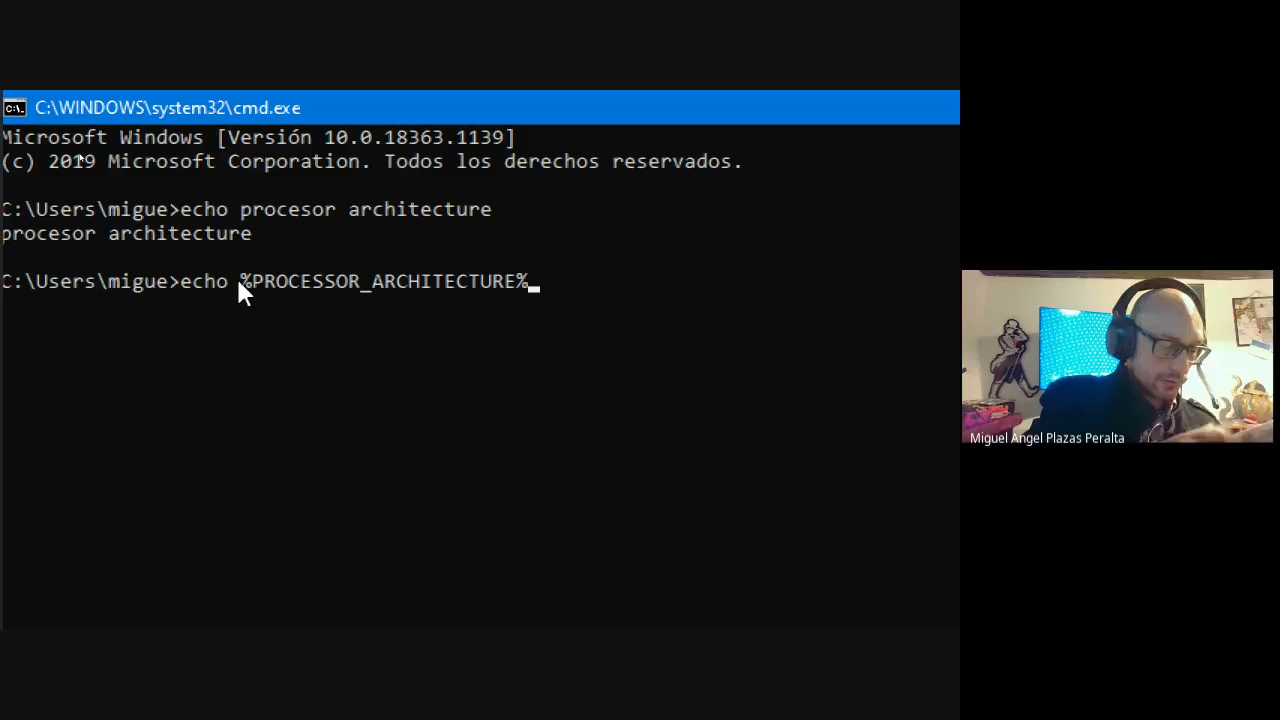 C:\WINDOWS\system32\cmd.exe
Microsoft Windows [Versión 10.0.18363.1139]
(c) 2019 Microsoft Corporation. Todos los derechos reservados.
C:\Users\migue>echo procesor architecture
procesor architecture
C:\Users\migue>echo %PROCESSOR_ARCHITECTURE%
Miguel Angel Plazas Peralta